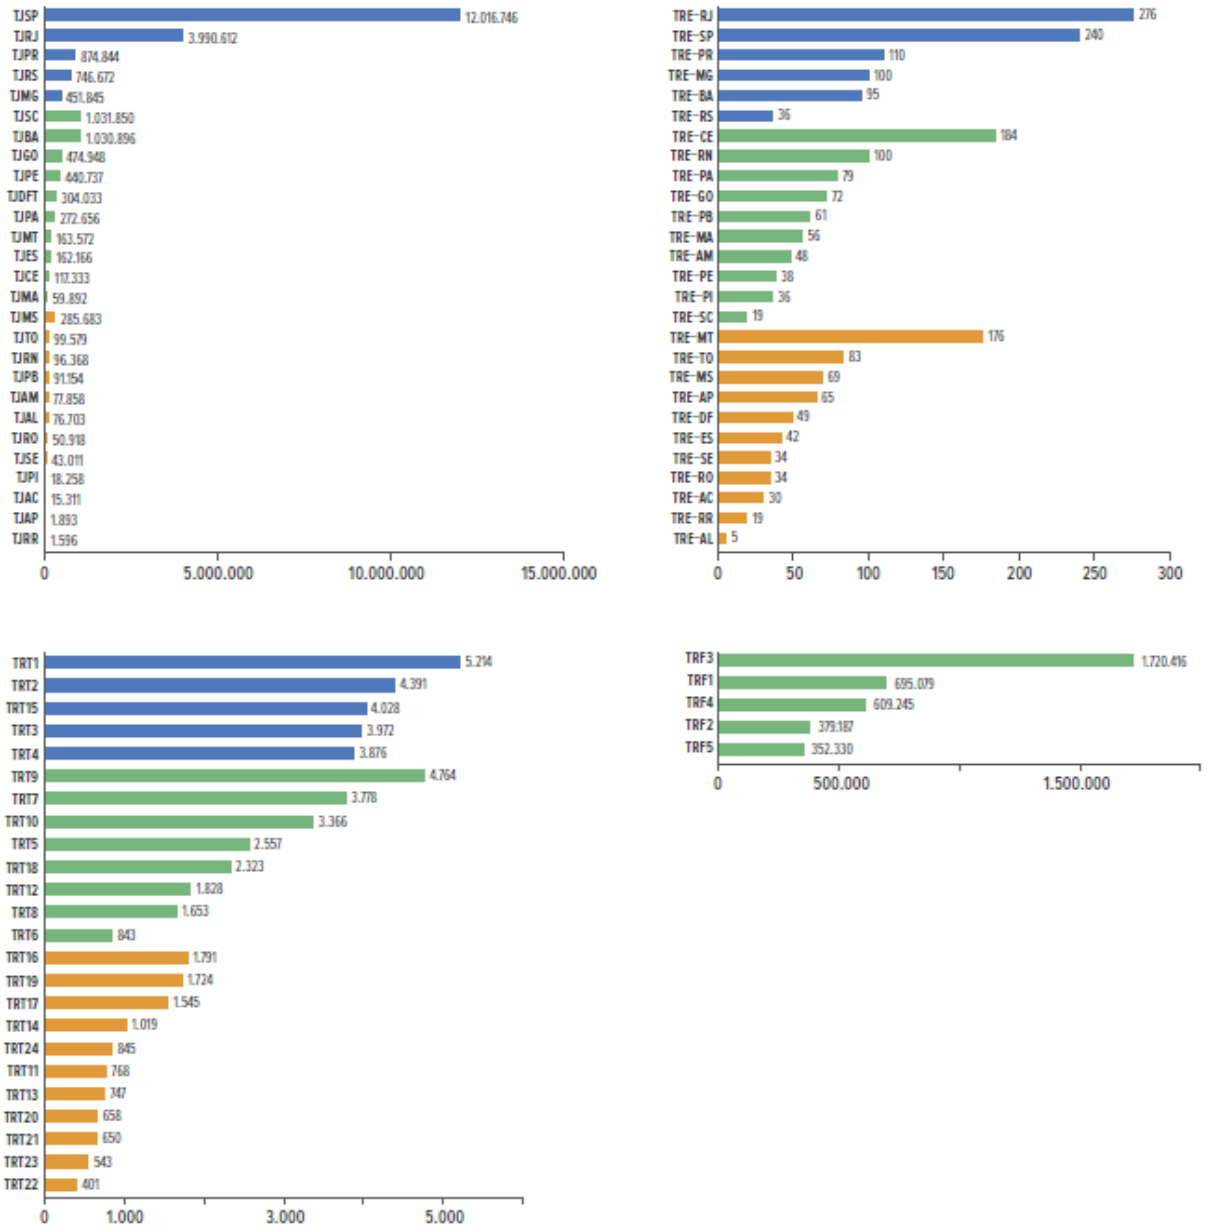 TJSP 12.016.746
TJRJ 3.990.612
TJPR 874.844
TJRS 746.672
TJMG 451.845
TJSC 1.031.850
TJBA 1.030.896
TJGO 474.948
TJPE 440.737
TJDFT 304.033
TJPA 272.656
TJMT 163.572
TJES 162.166
TJCE 117.333
TJMA 59.892
TJMS 285.683
TJTO 99.579
TJRN 96.368
TJPB 91.154
TJAM 77.858
TJAL 76.703
TJRO 50.918
TJSE 43.011
TJPI 18.258
TJAC 15.311
TJAP 1.893
TJRR 1.596
0 5.000.000 10.000.000 15.000.000
TRE-RJ 276
TRE-SP 240
TRE-PR 110
TRE-MG 100
TRE-BA 95
TRE-RS 36
TRE-CE 184
TRE-RN 100
TRE-PA 79
TRE-GO 72
TRE-PB 61
TRE-MA 56
TRE-AM 48
TRE-PE 38
TRE-PI 36
TRE-SC 19
TRE-MT 176
TRE-TO 83
TRE-MS 69
TRE-AP 65
TRE-DF 49
TRE-ES 42
TRE-SE 34
TRE-RO 34
TRE-AC 30
TRE-RR 19
TRE-AL 5
0 50 100 150 200 250 300
TRT1 5.214
TRT2 4.391
TRT15 4.028
TRT3 3.972
TRT4 3.876
TRT9 4.764
TRT7 3.778
TRT10 3.366
TRT5 2.557
TRT18 2.323
TRT12 1.828
TRT8 1.653
TRT6 843
TRT16 1.791
TRT19 1.724
TRT17 1.545
TRT14 1.019
TRT24 845
TRT11 768
TRT13 747
TRT20 658
TRT21 650
TRT23 543
TRT22 401
0 1.000 3.000 5.000
TRF3 1.720.416
TRF1 695.079
TRF4 609.245
TRF2 379.187
TRF5 352.330
0 500.000 1.500.000